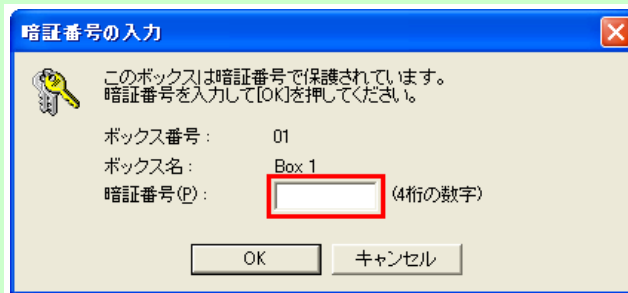 暗証番号の入力
このボックスは暗証番号で保護されています。
暗証番号を入力して[OK]を押してください。
ボックス番号： 01
ボックス名： Box 1
暗証番号(P)： (4桁の数字)
OK キャンセル